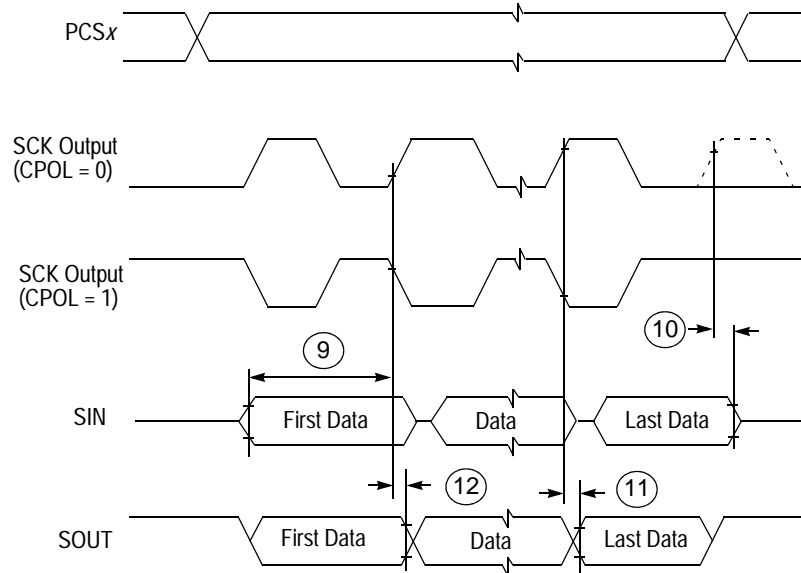 PCSx
SCK Output
(CPOL = 0)
SCK Output
(CPOL = 1)
10
9
SIN
First Data
Data
Last Data
12
11
SOUT
First Data
Data
Last Data